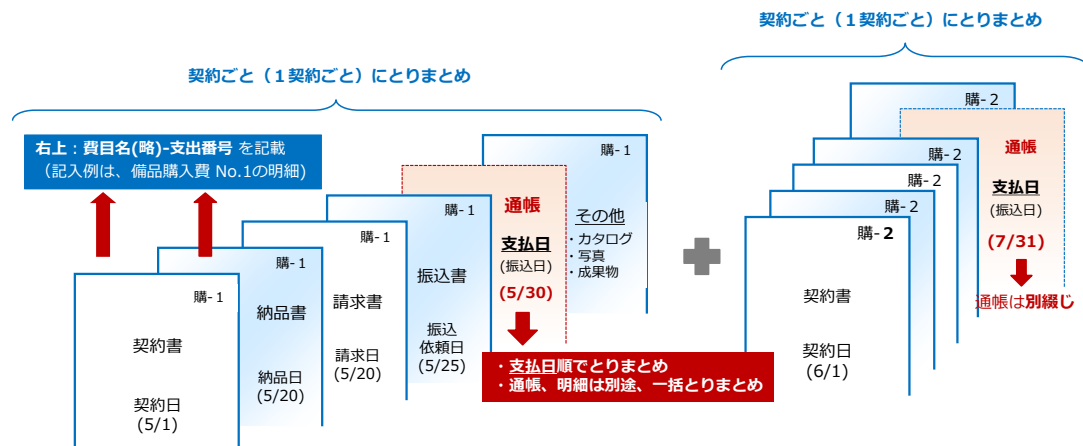 契約ごと（１契約ごと）にとりまとめ
右上：費目名(略)-支出番号 を記載
（記入例は、備品購入費 No.1の明細)
購-１
契約書
契約日
(5/1)
購-１
納品書
納品日
(5/20)
購-１
請求書
請求日
(5/20)
購-１
振込書
振込
依頼日
(5/25)
通帳
支払日
(振込日)
(5/30)
購-１
その他
・カタログ
・写真
・成果物
・支払日順でとりまとめ
・通帳、明細は別途、一括とりまとめ
契約ごと（１契約ごと）にとりまとめ
購-２
購-２
購-２
購-２
購-2
契約書
契約日
(6/1)
通帳
支払日
(振込日)
(7/31)
通帳は別綴じ